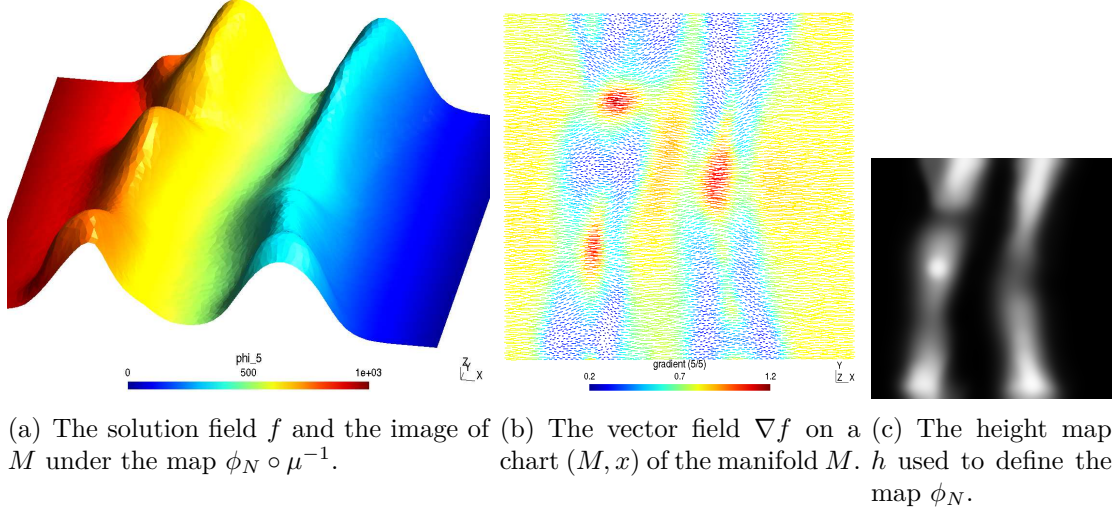 phi_5
0 500 1e+03
Z
Y
X
gradient (5/5)
0.2 0.7 1.2
Y
Z X
(a) The solution field f and the image of
M under the map ϕ_N ∘ μ⁻¹.
(b) The vector field ∇f on a
chart (M, x) of the manifold M.
(c) The height map
h used to define the
map ϕ_N.